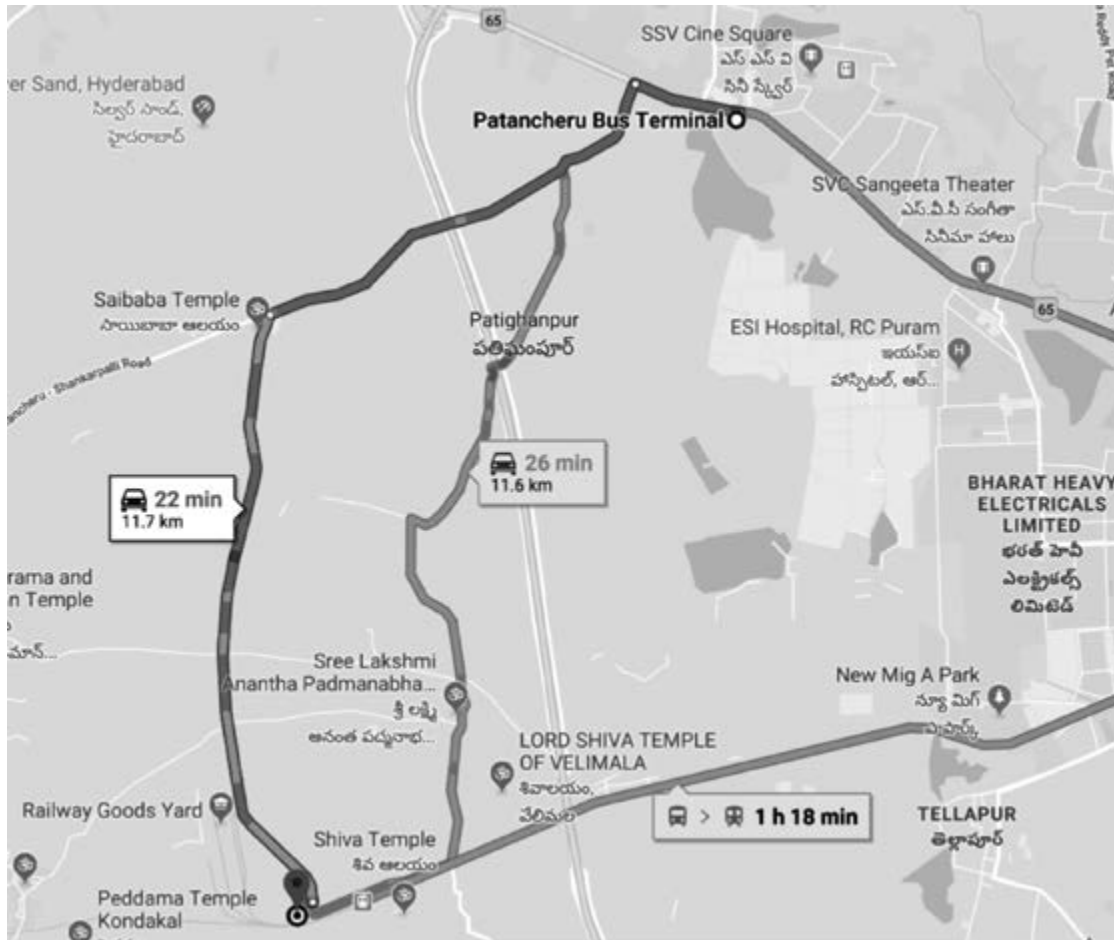 65
SSV Cine Square
ఎస్ ఎస్ వి
సినీ స్క్వేర్
er Sand, Hyderabad
సిల్వర్ సాండ్,
హైదరాబాద్
Patancheru Bus Terminal
SVC Sangeeta Theater
ఎస్.వి.సి సంగీతా
సినిమా హాలు
Saibaba Temple
సాయిబాబా ఆలయం
65
Patighanpur
పతిఘంపూర్
ESI Hospital, RC Puram
ఇయస్ఐ
హాస్పిటల్, ఆర్...
ancheru - Shankarpalli Road
26 min
11.6 km
22 min
11.7 km
BHARAT HEAVY
ELECTRICALS
LIMITED
భరత్ హెవీ
ఎలక్ట్రికల్స్
లిమిటెడ్
rama and
n Temple
మాన్...
Sree Lakshmi
Anantha Padmanabha...
శ్రీ లక్ష్మి
అనంత పద్మనాభ...
New Mig A Park
న్యూ మిగ్
ఏ పార్క్
LORD SHIVA TEMPLE
OF VELIMALA
శివాలయం,
వేలిమల
Railway Goods Yard
> 1 h 18 min
TELLAPUR
తెల్లాపూర్
Shiva Temple
శివ ఆలయం
Peddama Temple
Kondakal